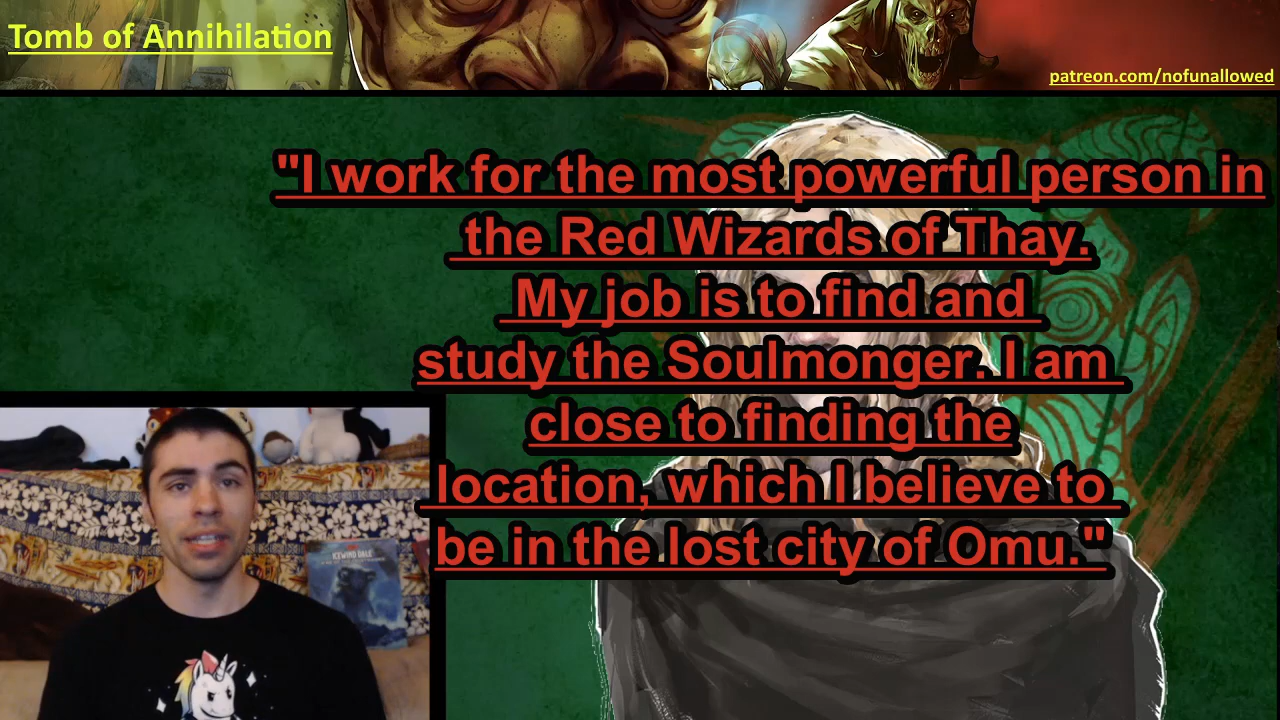 Tomb of Annihilation
patreon.com/nofunallowed
"I work for the most powerful person in
the Red Wizards of Thay.
My job is to find and
study the Soulmonger. I am
close to finding the
location, which I believe to
be in the lost city of Omu."
ICEWIND DALE